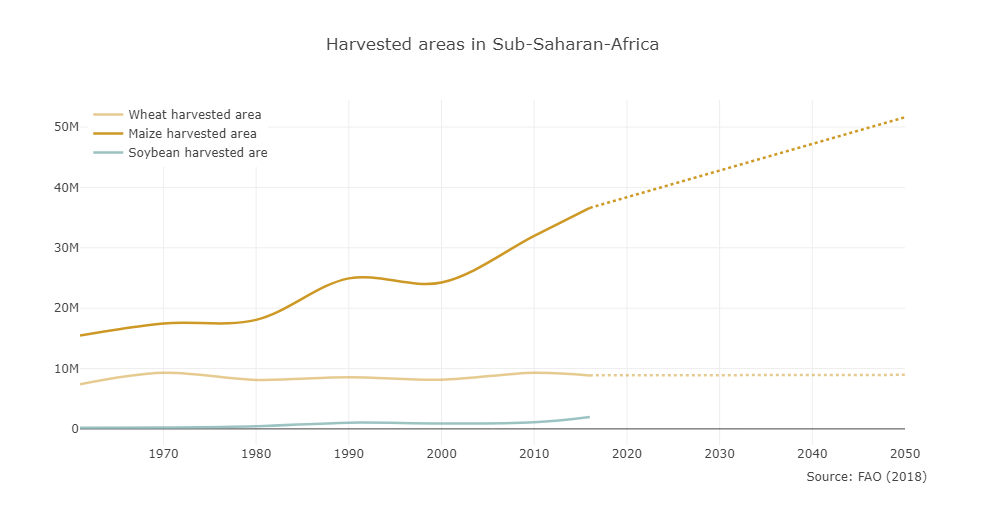 Harvested areas in Sub-Saharan-Africa
Wheat harvested area
Maize harvested area
Soybean harvested are
50M
40M
30M
20M
10M
0
1970 1980 1990 2000 2010 2020 2030 2040 2050
Source: FAO (2018)